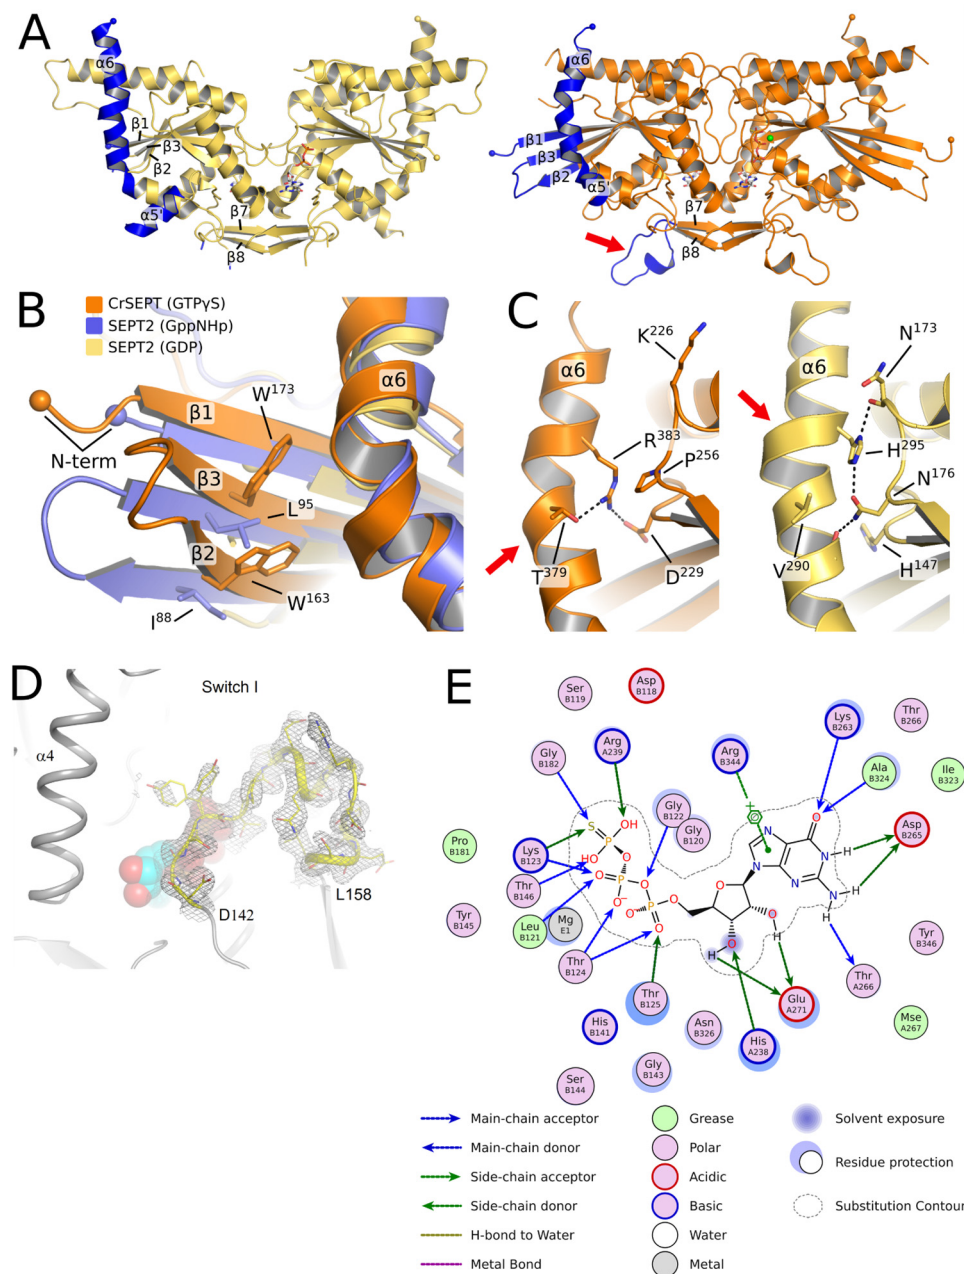 A
α6
β1
β3
β2
α5'
β7
β8
α6
β1
β3
β2
α5'
β7
β8
B
CrSEPT (GTPγS)
SEPT2 (GppNHp)
SEPT2 (GDP)
α6
W173
β1
N-term
β3
L95
β2
W163
I88
C
K226
α6
R383
P256
T379
D229
N173
α6
H295
N176
V290
H147
D
Switch I
α4
D142
L158
E
Ser
B119
Asp
B118
Gly
B182
Arg
A239
Arg
B344
Lys
B263
Thr
B266
Ala
B324
Ile
B323
Gly
B122
Gly
B120
Asp
B265
Pro
B181
Lys
B123
Thr
B146
S
OH
P
HO
O
O
P
O
O−
P
O
O−
O
O
N
N
N
N
O
N
H
N
H
H
O
O
H
O
H
Tyr
B145
Leu
B121
Mg
E1
Thr
B124
Thr
B125
Tyr
B346
Thr
A266
Glu
A271
Mse
A267
His
B141
Asn
B326
His
A238
Gly
B143
Ser
B144
Main-chain acceptor
Main-chain donor
Side-chain acceptor
Side-chain donor
H-bond to Water
Metal Bond
Grease
Polar
Acidic
Basic
Water
Metal
Solvent exposure
Residue protection
Substitution Contour